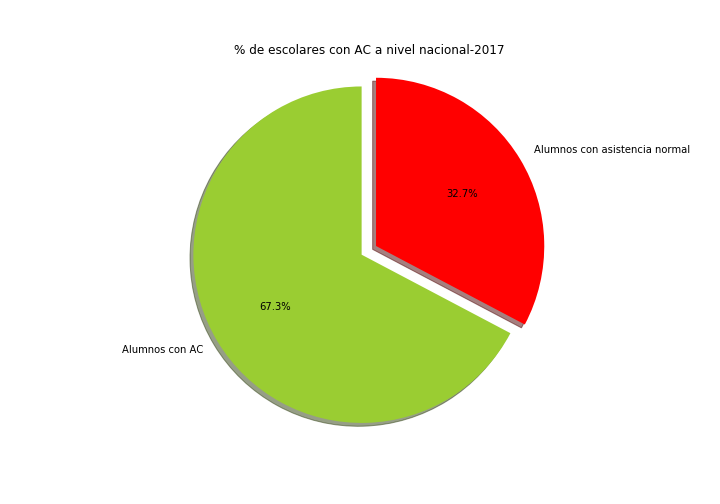 % de escolares con AC a nivel nacional-2017
Alumnos con asistencia normal
32.7%
67.3%
Alumnos con AC